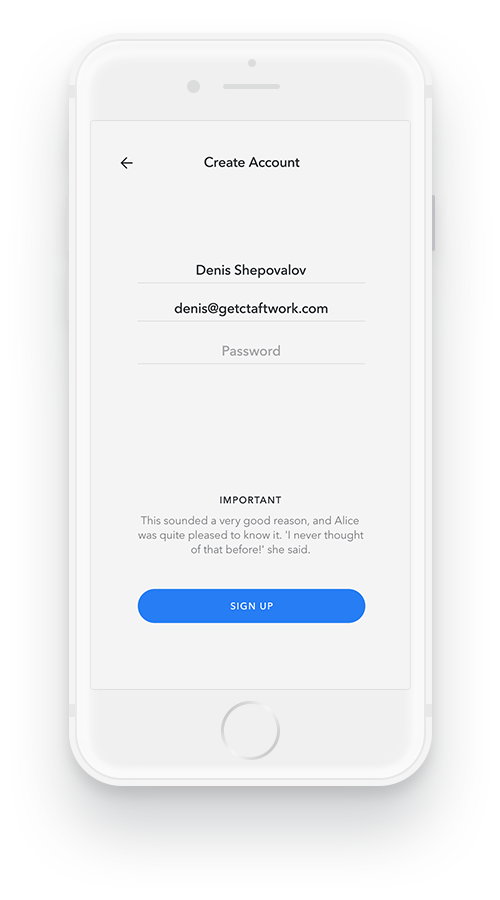 Create Account
Denis Shepovalov
denis@getctaftwork.com
Password
IMPORTANT
This sounded a very good reason, and Alice
was quite pleased to know it. 'I never thought
of that before!' she said.
SIGN UP